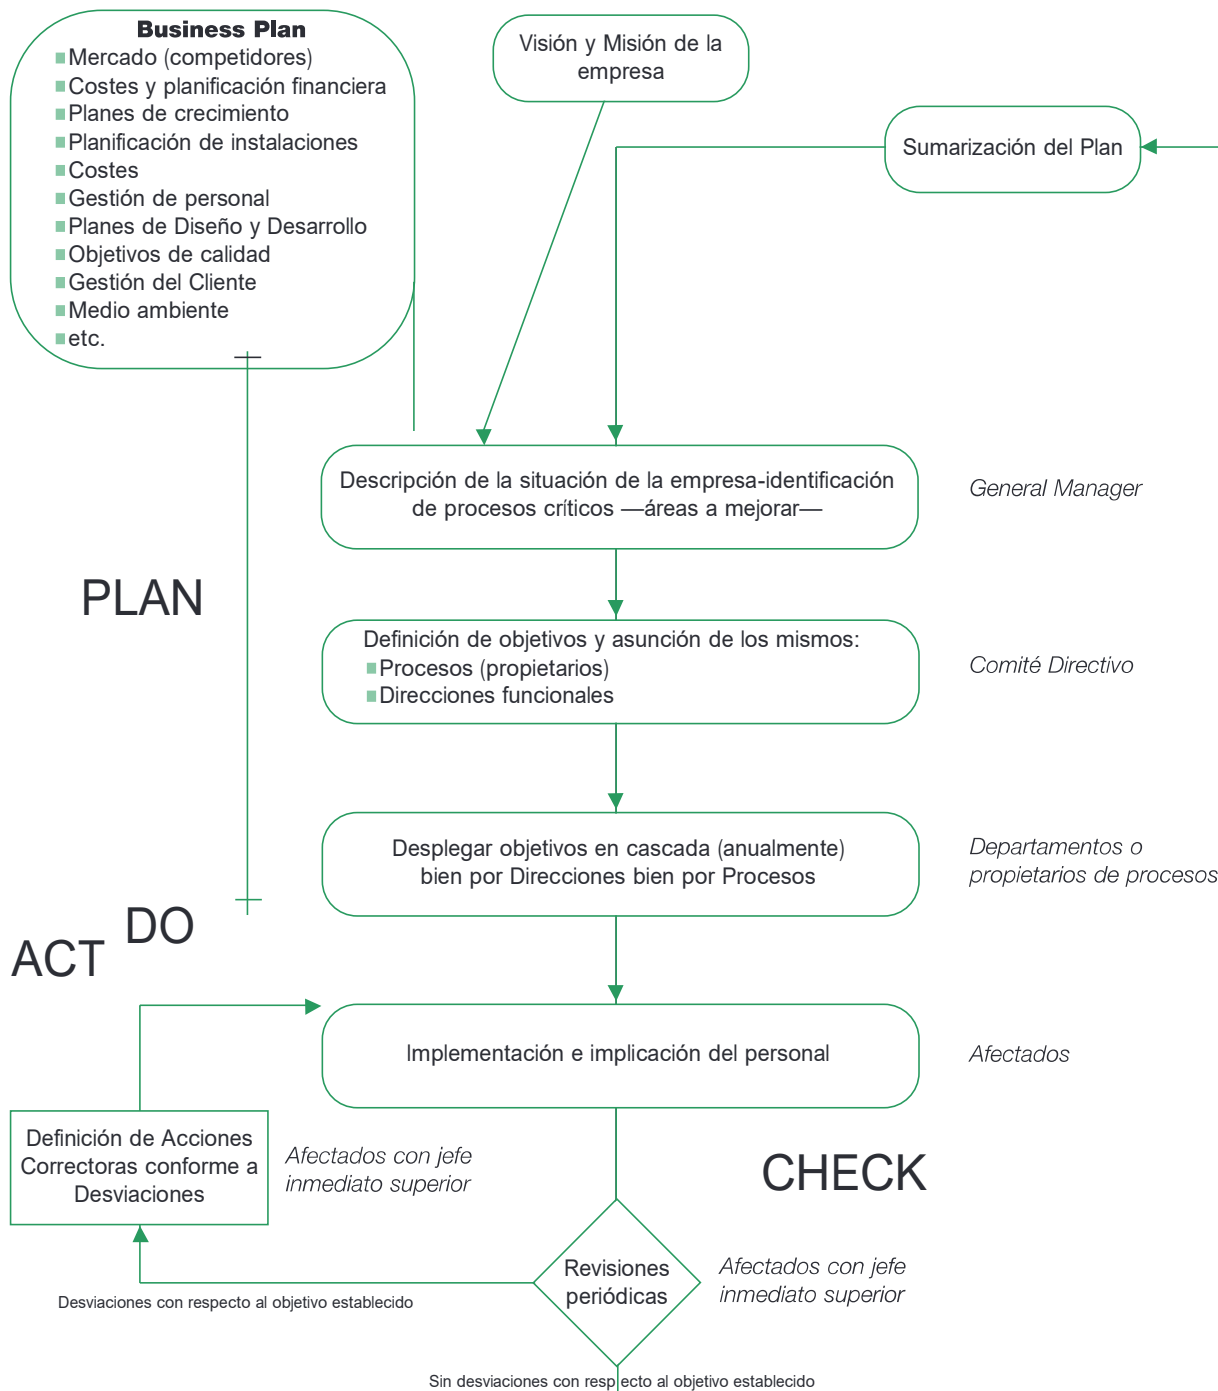 Business Plan
Mercado (competidores)
Costes y planificación financiera
Planes de crecimiento
Planificación de instalaciones
Costes
Gestión de personal
Planes de Diseño y Desarrollo
Objetivos de calidad
Gestión del Cliente
Medio ambiente
etc.
Visión y Misión de la
empresa
Sumarización del Plan
Descripción de la situación de la empresa-identificación
de procesos críticos —áreas a mejorar—
General Manager
PLAN
Definición de objetivos y asunción de los mismos:
Procesos (propietarios)
Direcciones funcionales
Comité Directivo
Desplegar objetivos en cascada (anualmente)
bien por Direcciones bien por Procesos
Departamentos o
propietarios de procesos
DO
ACT
Implementación e implicación del personal
Afectados
Definición de Acciones
Correctoras conforme a
Desviaciones
Afectados con jefe
inmediato superior
CHECK
Revisiones
periódicas
Afectados con jefe
inmediato superior
Desviaciones con respecto al objetivo establecido
Sin desviaciones con respecto al objetivo establecido